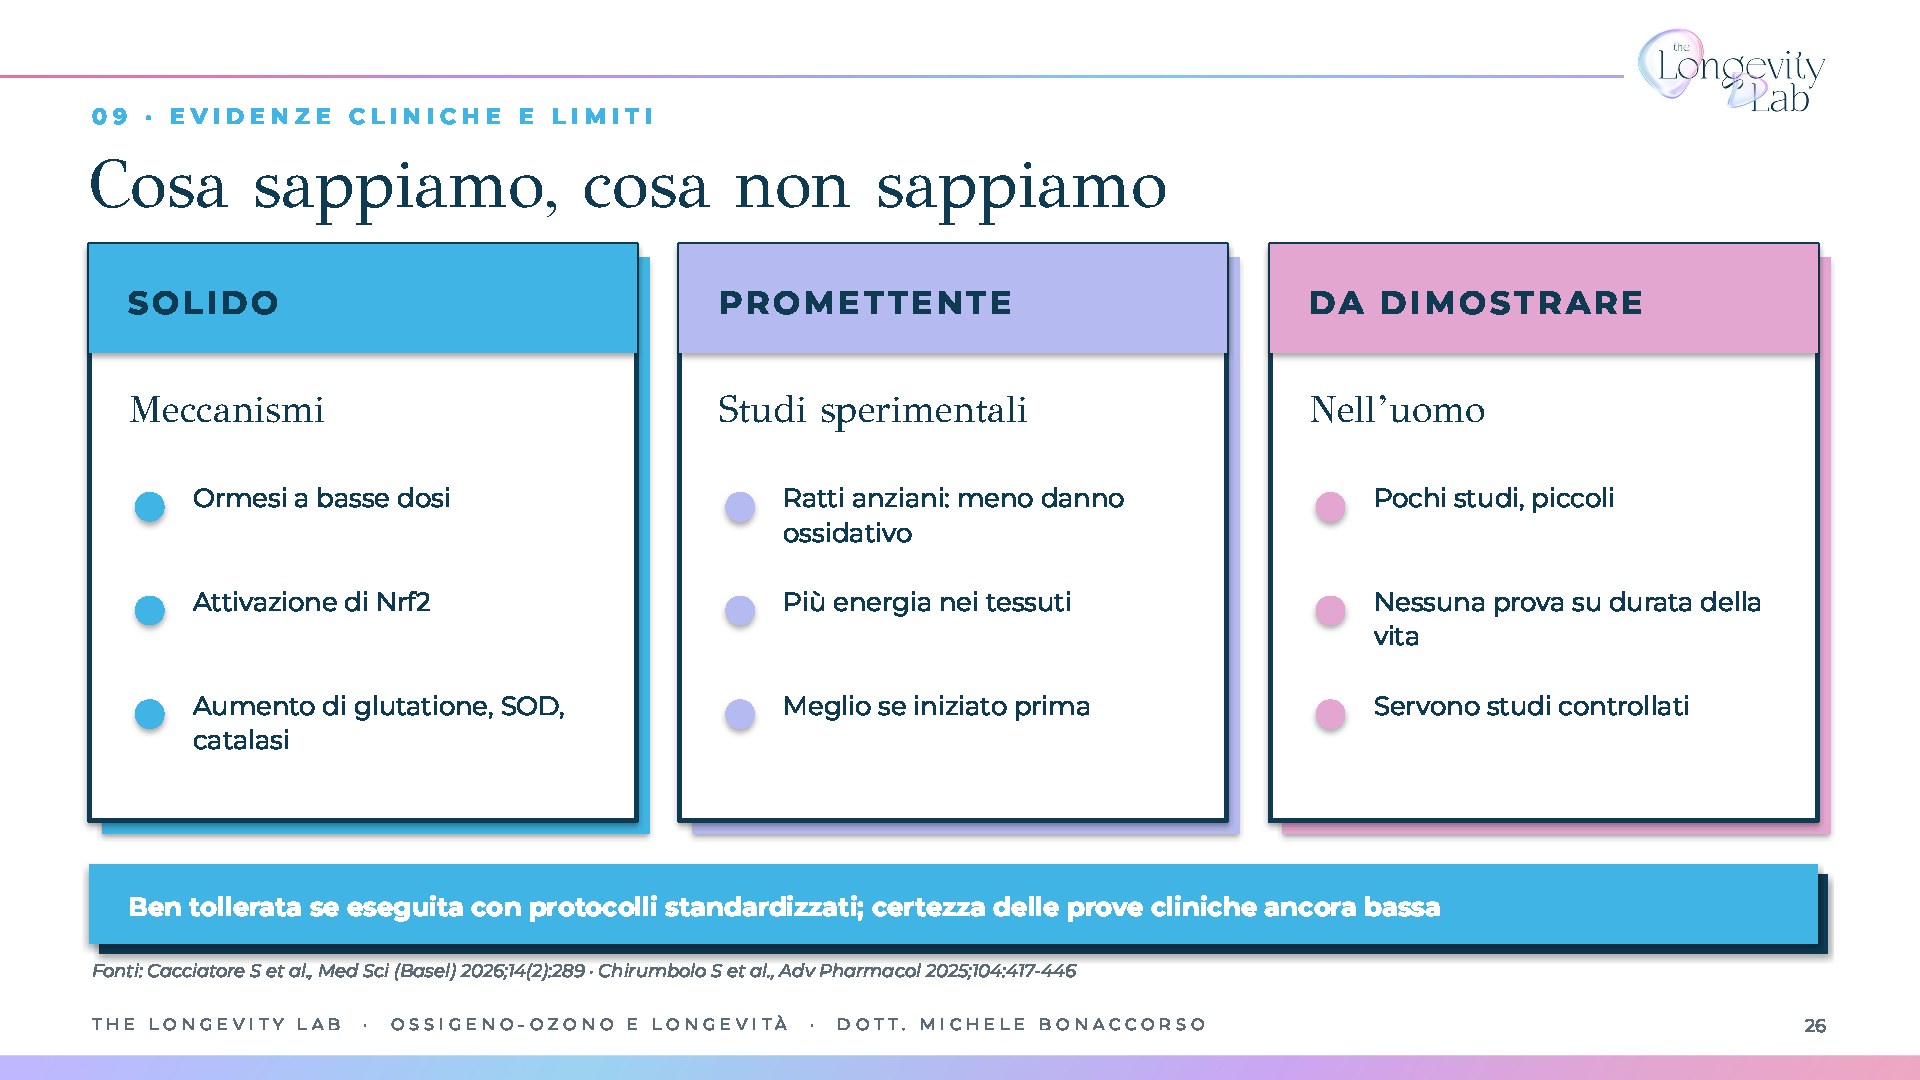 the
Longevity
Lab
09 · EVIDENZE CLINICHE E LIMITI
Cosa sappiamo, cosa non sappiamo
SOLIDO
Meccanismi
Ormesi a basse dosi
Attivazione di Nrf2
Aumento di glutatione, SOD,
catalasi
PROMETTENTE
Studi sperimentali
Ratti anziani: meno danno
ossidativo
Più energia nei tessuti
Meglio se iniziato prima
DA DIMOSTRARE
Nell’uomo
Pochi studi, piccoli
Nessuna prova su durata della
vita
Servono studi controllati
Ben tollerata se eseguita con protocolli standardizzati; certezza delle prove cliniche ancora bassa
Fonti: Cacciatore S et al., Med Sci (Basel) 2026;14(2):289 · Chirumbolo S et al., Adv Pharmacol 2025;104:417-446
THE LONGEVITY LAB · OSSIGENO-OZONO E LONGEVITÀ · DOTT. MICHELE BONACCORSO
26